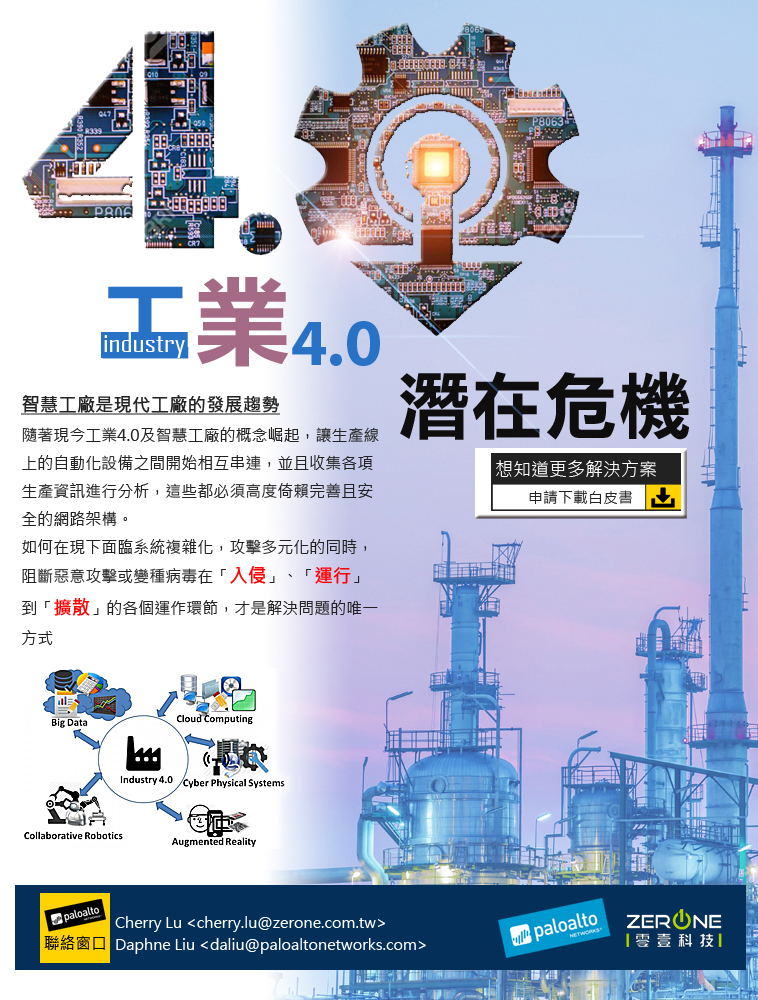 4.0
工業4.0
industry
潛在危機
智慧工廠是現代工廠的發展趨勢
隨著現今工業4.0及智慧工廠的概念崛起，讓生產線
上的自動化設備之間開始相互串連，並且收集各項
生產資訊進行分析，這些都必須高度倚賴完善且安
全的網路架構。
如何在現下面臨系統複雜化，攻擊多元化的同時，
阻斷惡意攻擊或變種病毒在「入侵」、「運行」
到「擴散」的各個運作環節，才是解決問題的唯一
方式
想知道更多解決方案
申請下載白皮書
Big Data
Cloud Computing
Industry 4.0
Cyber Physical Systems
Collaborative Robotics
Augmented Reality
paloalto
聯絡窗口
Cherry Lu <cherry.lu@zerone.com.tw>
Daphne Liu <daliu@paloaltonetworks.com>
paloalto
NETWORKS
ZERONE
零壹科技